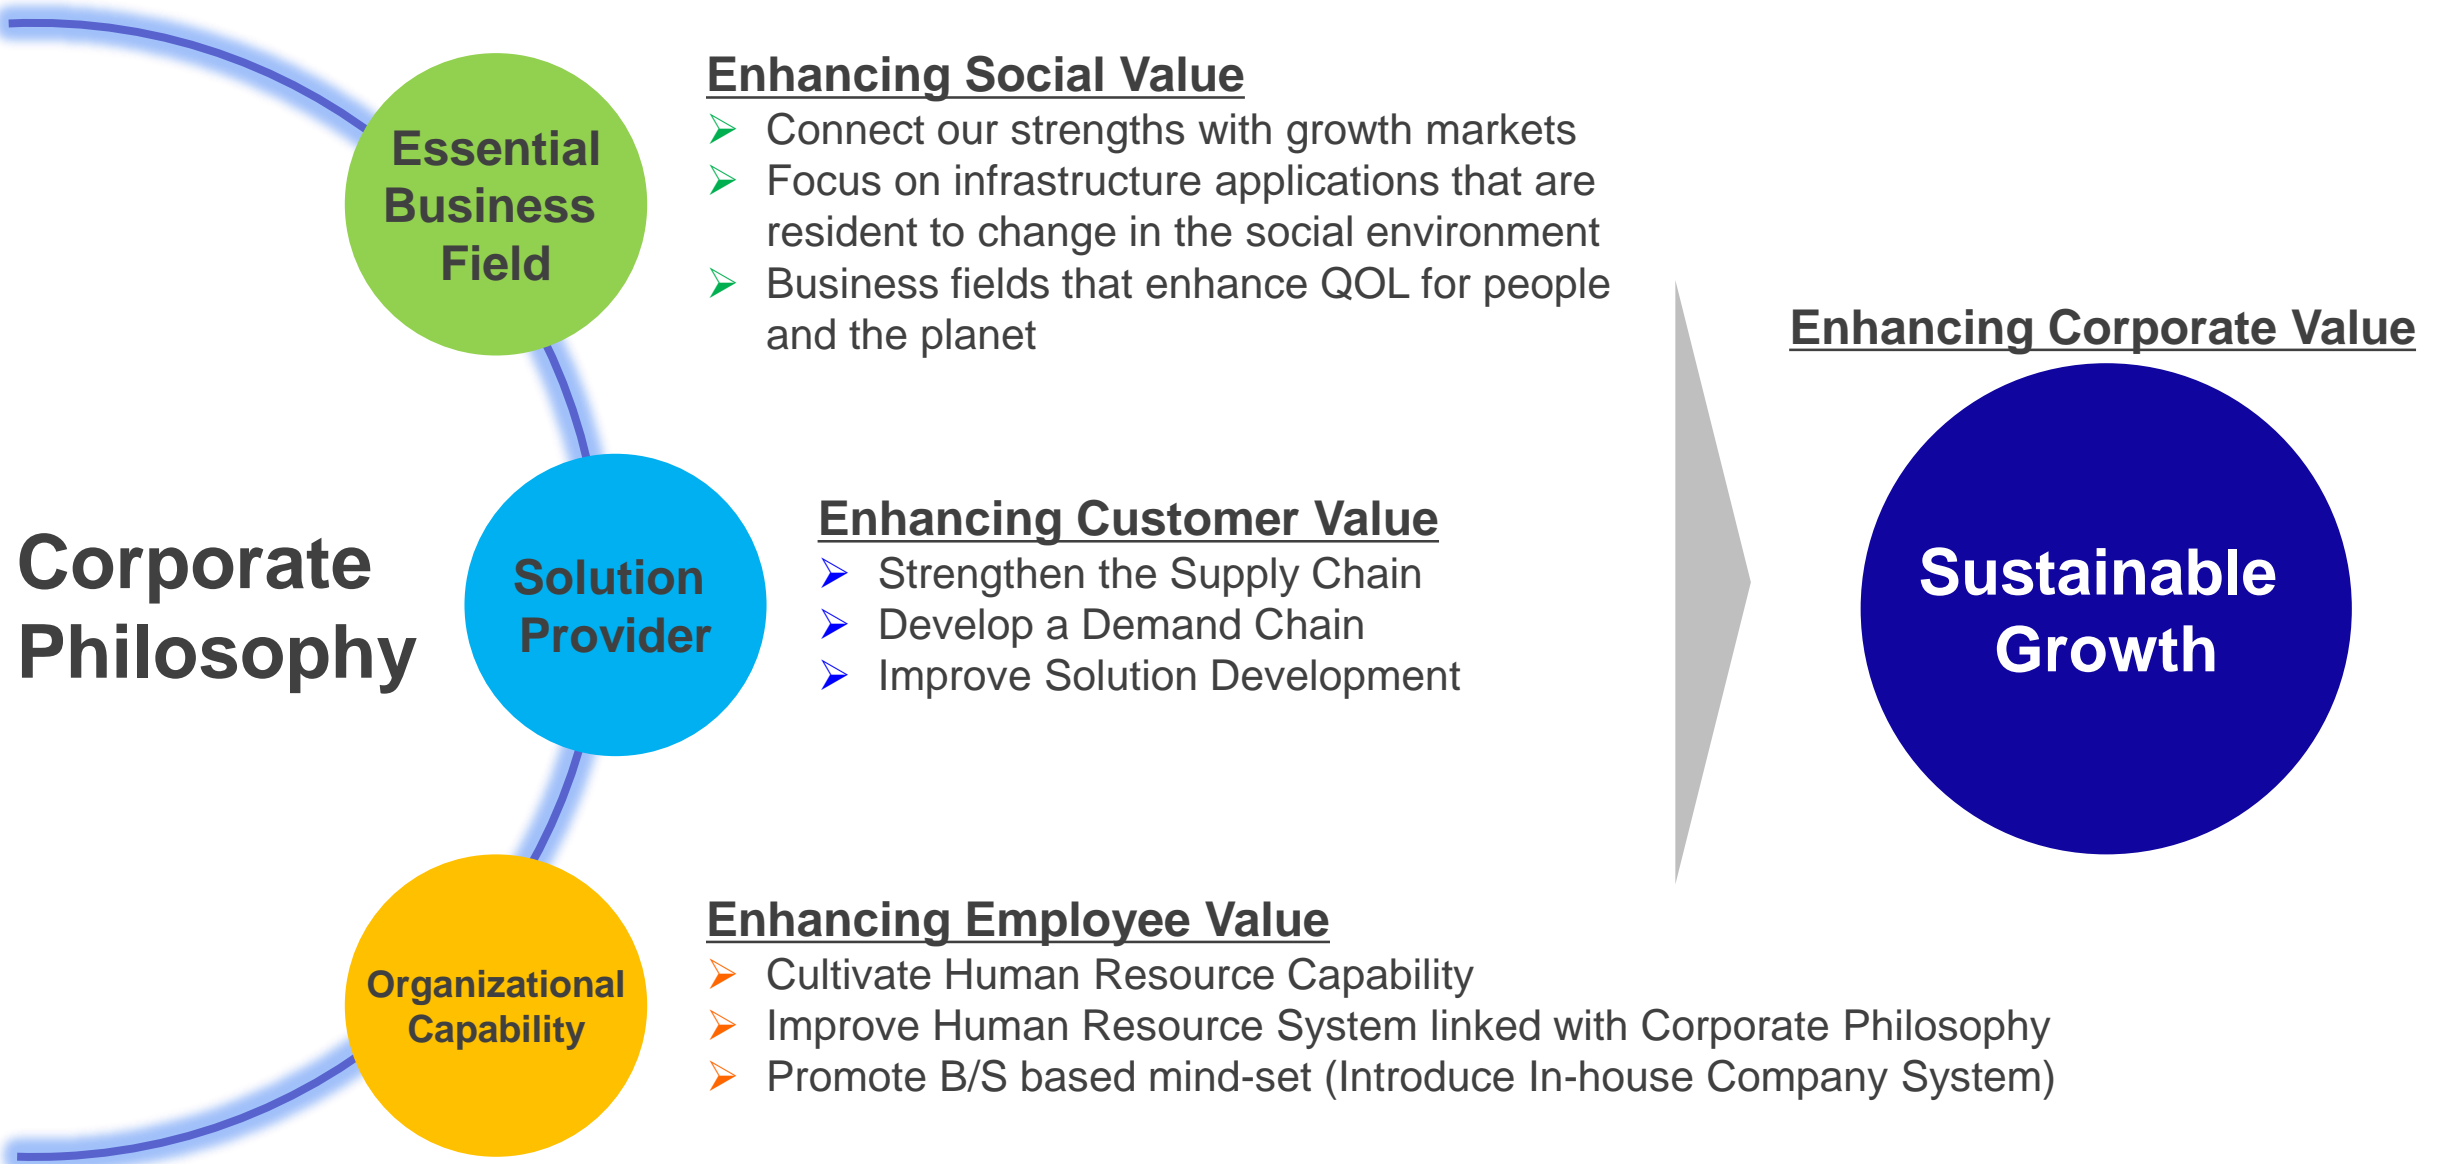 Corporate
Philosophy
Essential
Business
Field
Enhancing Social Value
Connect our strengths with growth markets
Focus on infrastructure applications that are
resident to change in the social environment
Business fields that enhance QOL for people
and the planet
Solution
Provider
Enhancing Customer Value
Strengthen the Supply Chain
Develop a Demand Chain
Improve Solution Development
Organizational
Capability
Enhancing Employee Value
Cultivate Human Resource Capability
Improve Human Resource System linked with Corporate Philosophy
Promote B/S based mind-set (Introduce In-house Company System)
Enhancing Corporate Value
Sustainable
Growth